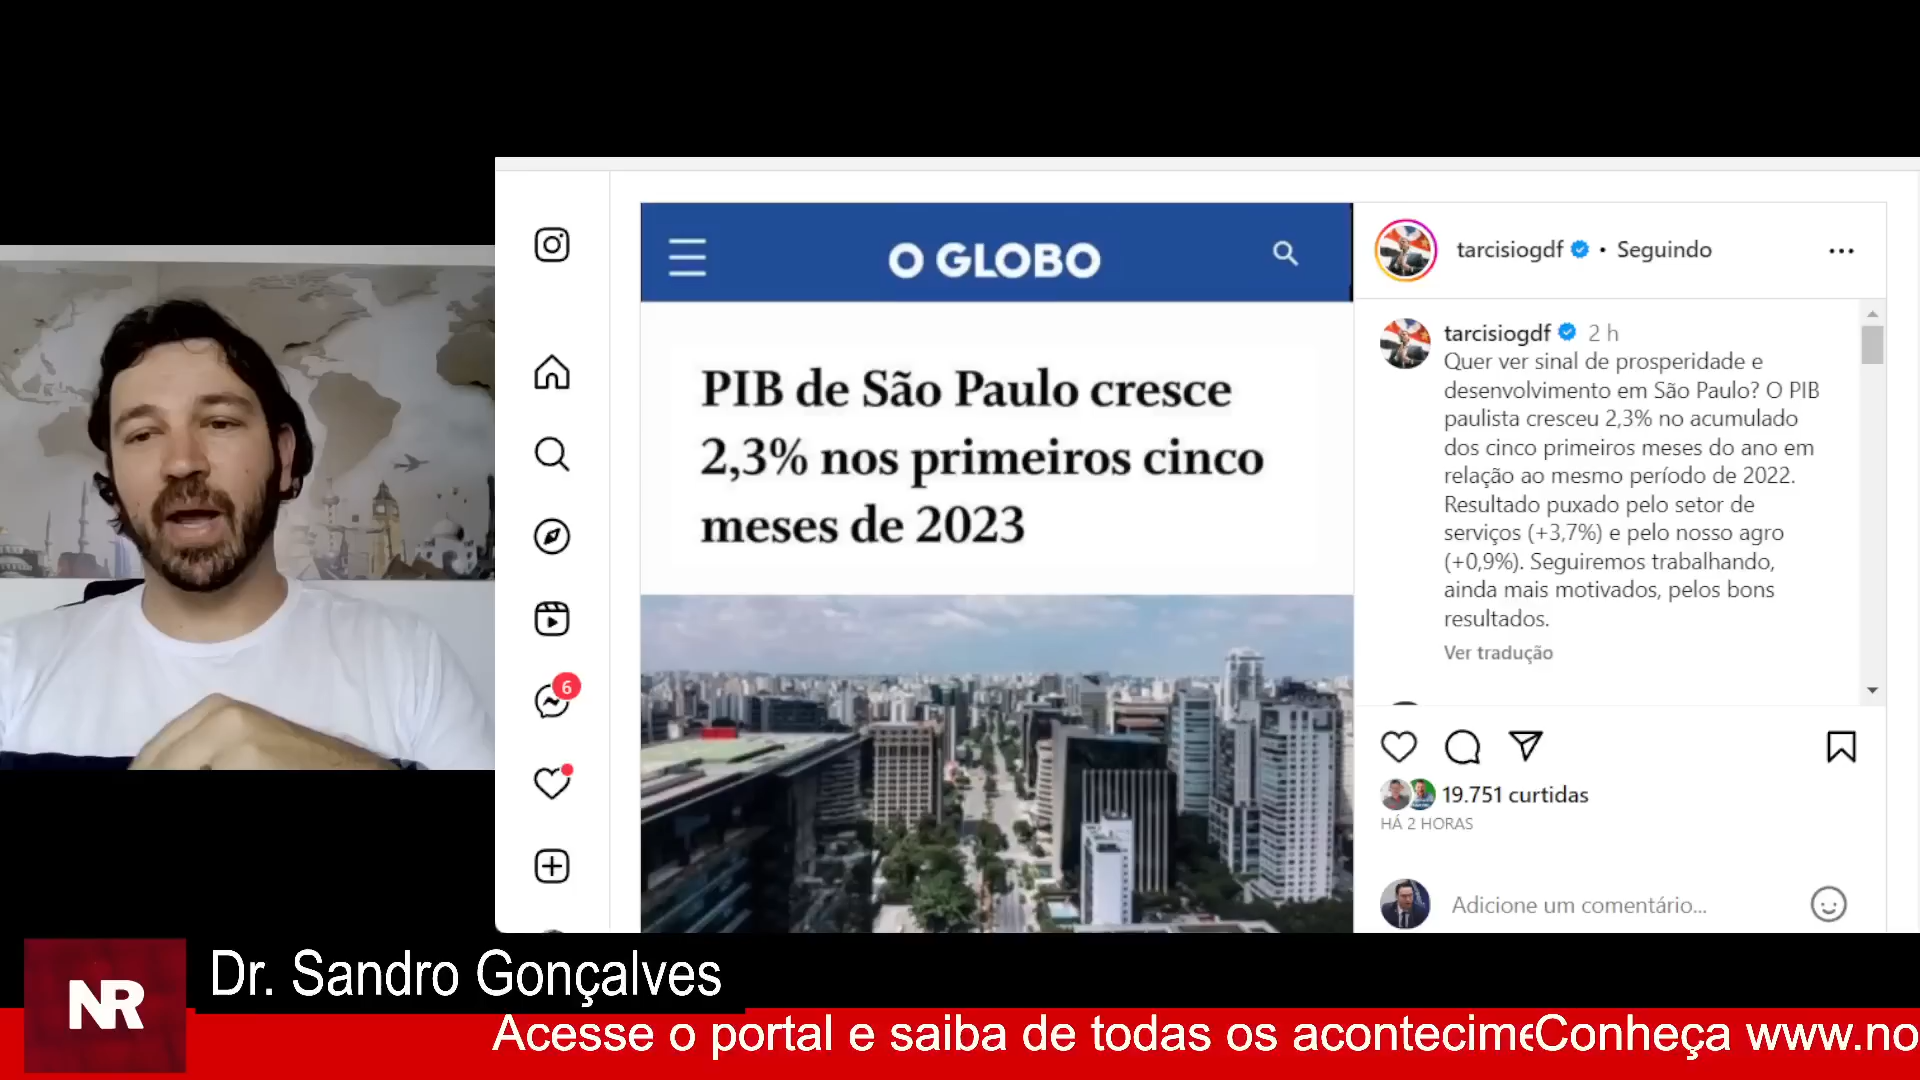 O GLOBO
PIB de São Paulo cresce
2,3% nos primeiros cinco
meses de 2023
tarcisiogdf • Seguindo
tarcisiogdf 2 h
Quer ver sinal de prosperidade e
desenvolvimento em São Paulo? O PIB
paulista cresceu 2,3% no acumulado
dos cinco primeiros meses do ano em
relação ao mesmo período de 2022.
Resultado puxado pelo setor de
serviços (+3,7%) e pelo nosso agro
(+0,9%). Seguiremos trabalhando,
ainda mais motivados, pelos bons
resultados.
Ver tradução
6
19.751 curtidas
HÁ 2 HORAS
Adicione um comentário...
NR
Dr. Sandro Gonçalves
Acesse o portal e saiba de todas os acontecime
Conheça www.no